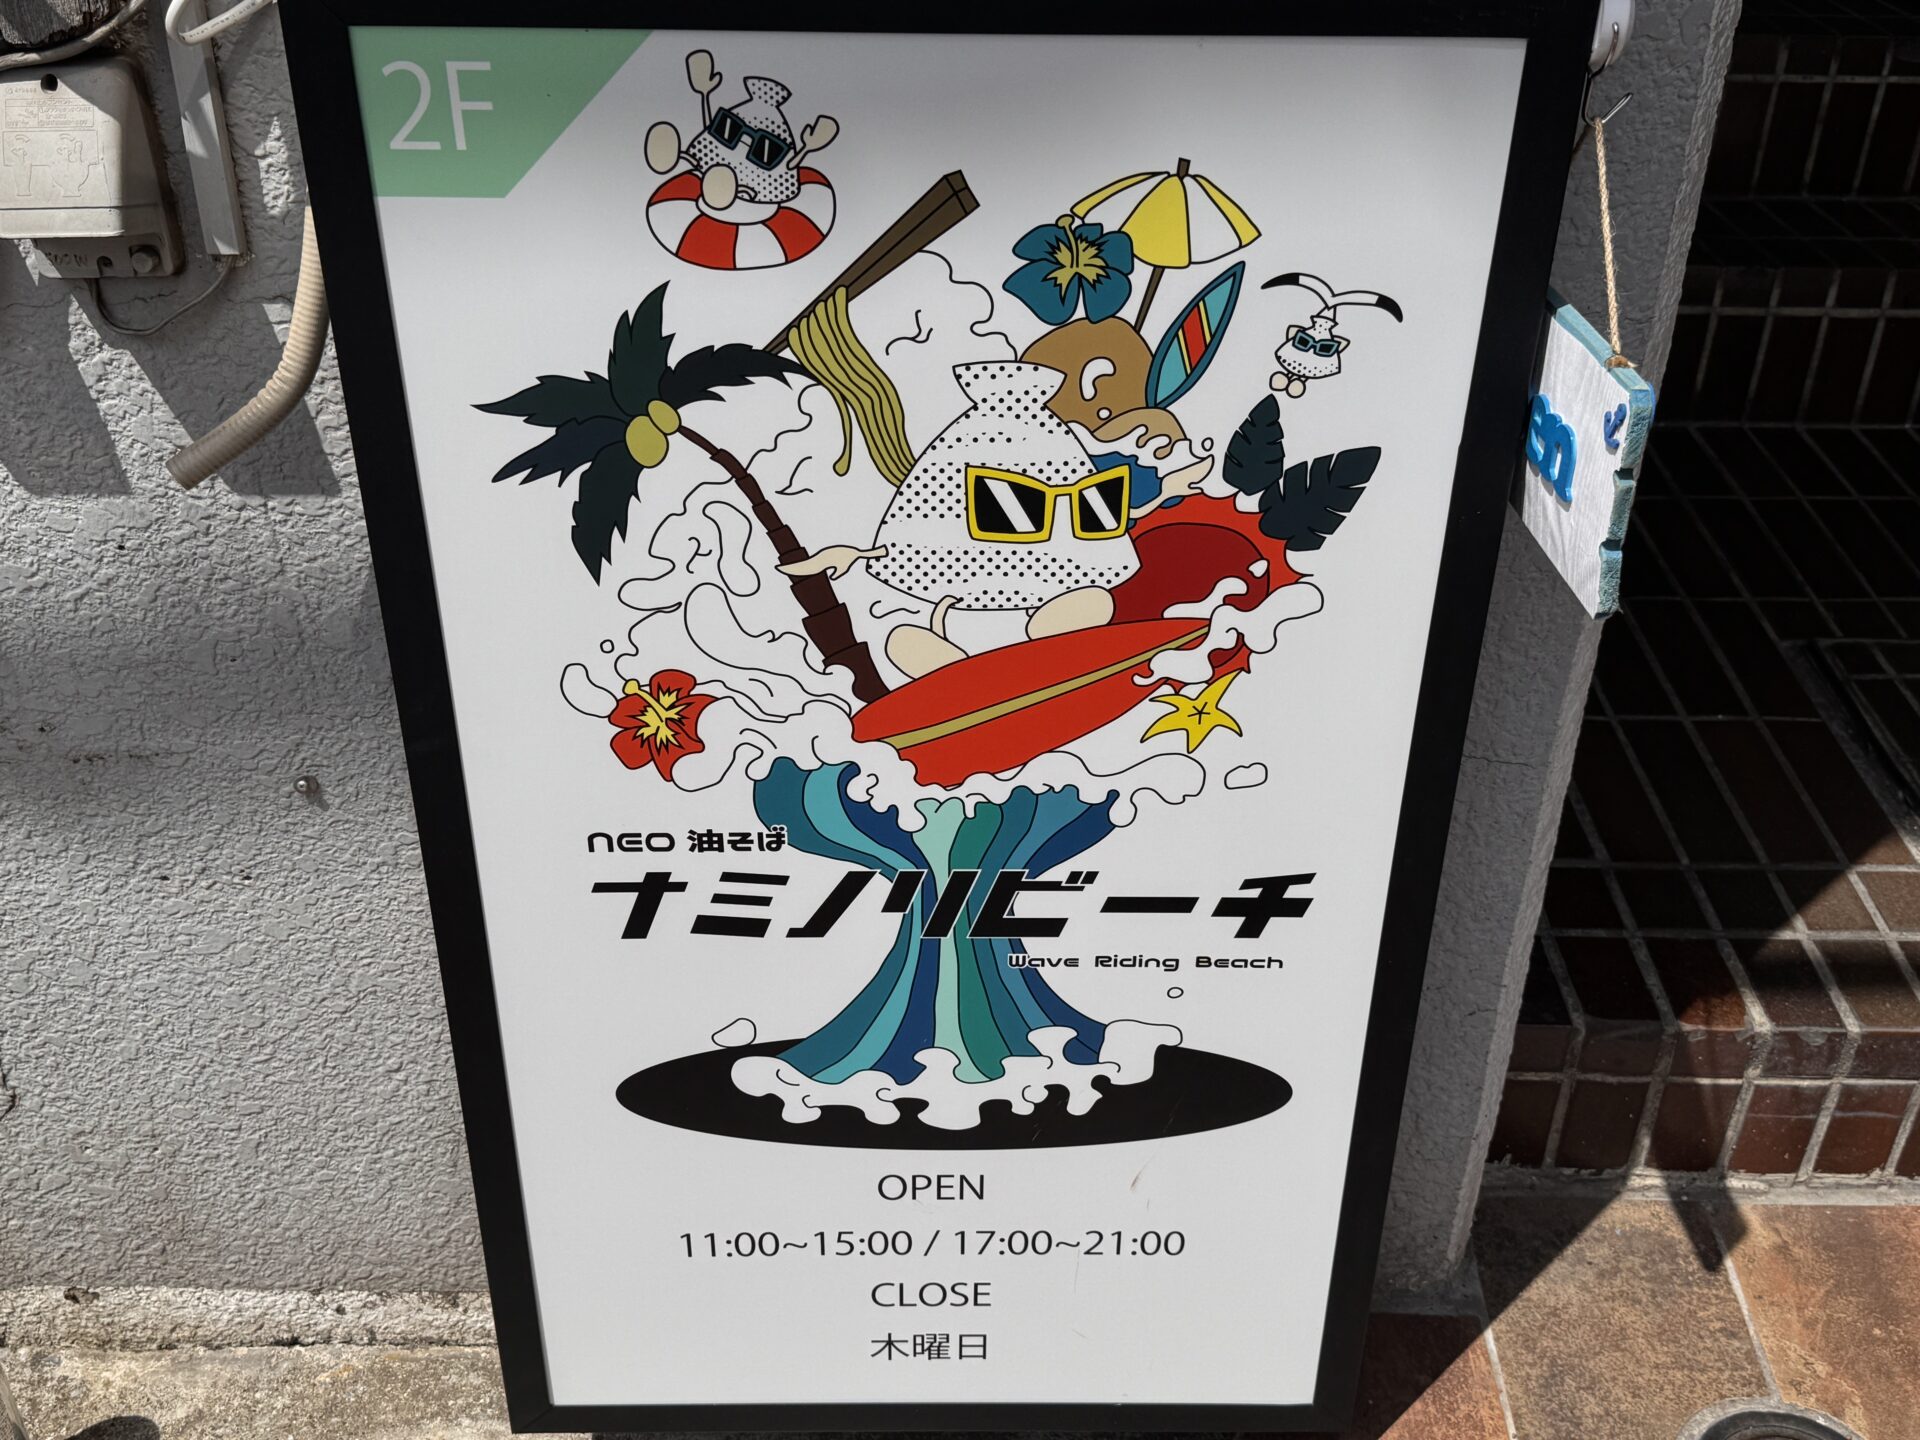 2F
NEO 油そば
ナミノリビーチ
Wave Riding Beach
OPEN
11:00~15:00 / 17:00~21:00
CLOSE
木曜日
en